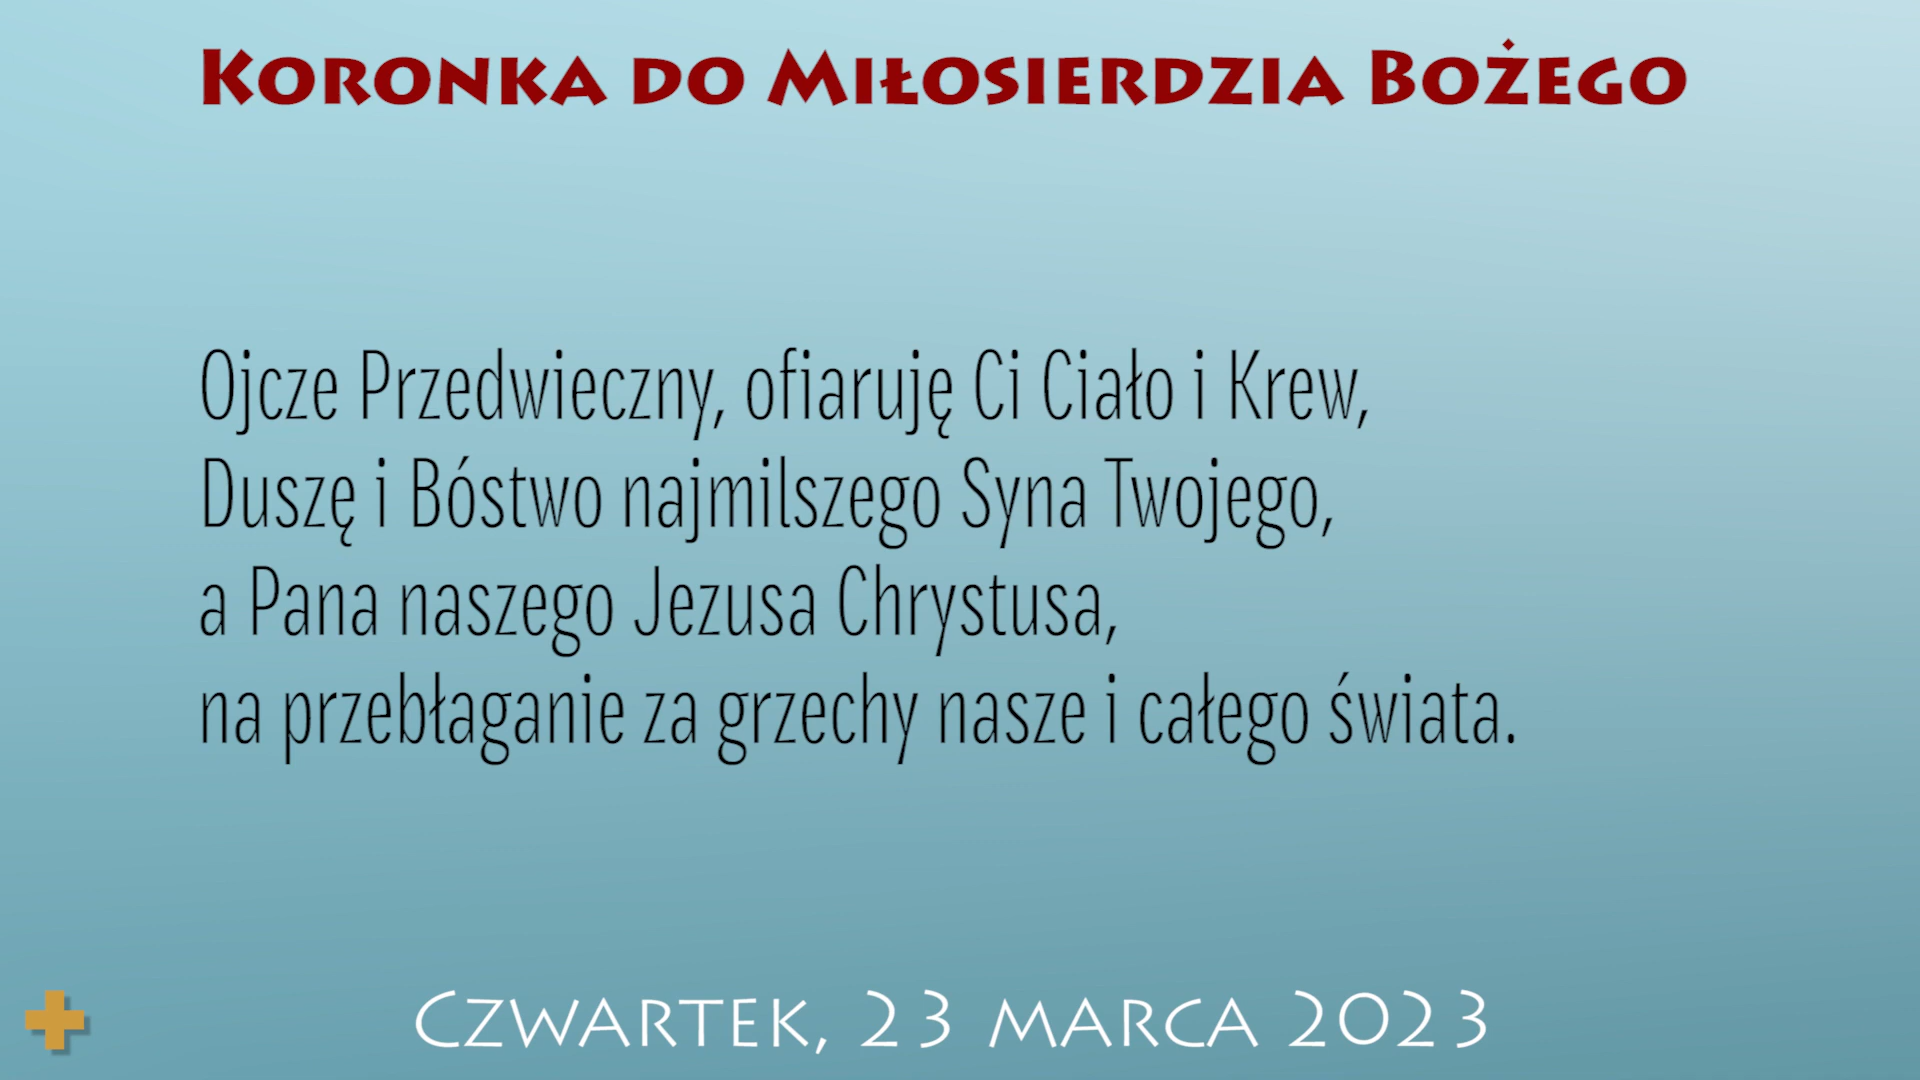 Koronka do Miłosierdzia Bożego
Ojcze Przedwieczny, ofiaruję Ci Ciało i Krew,
Duszę i Bóstwo najmilszego Syna Twojego,
a Pana naszego Jezusa Chrystusa,
na przebłaganie za grzechy nasze i całego świata.
Czwartek, 23 marca 2023